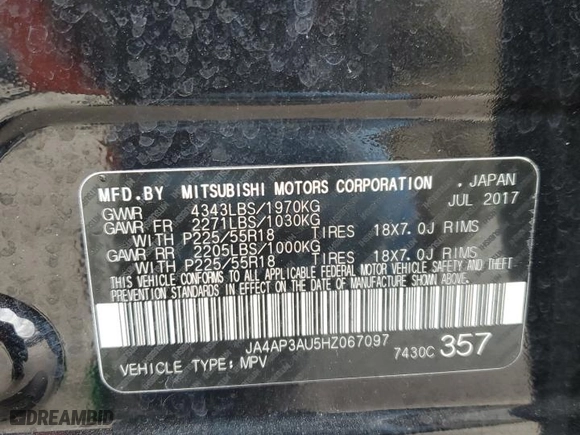 MFD.BY MITSUBISHI MOTORS CORPORATION . JAPAN
GVWR 4343LBS/1970KG JUL 2017
GAWR FR 2271LBS/1030KG
WITH P225/55R18 TIRES 18X7.0J RIMS
GAWR RR 2205LBS/1000KG
WITH P225/55R18 TIRES 18X7.0J RIMS
THIS VEHICLE CONFORMS TO ALL APPLICABLE FEDERAL MOTOR VEHICLE SAFETY AND THEFT
PREVENTION STANDARDS IN EFFECT ON THE DATE OF MANUFACTURE SHOWN ABOVE.
JA4AP3AU5HZ067097
VEHICLE TYPE: MPV 7430C 357
DREAMBID